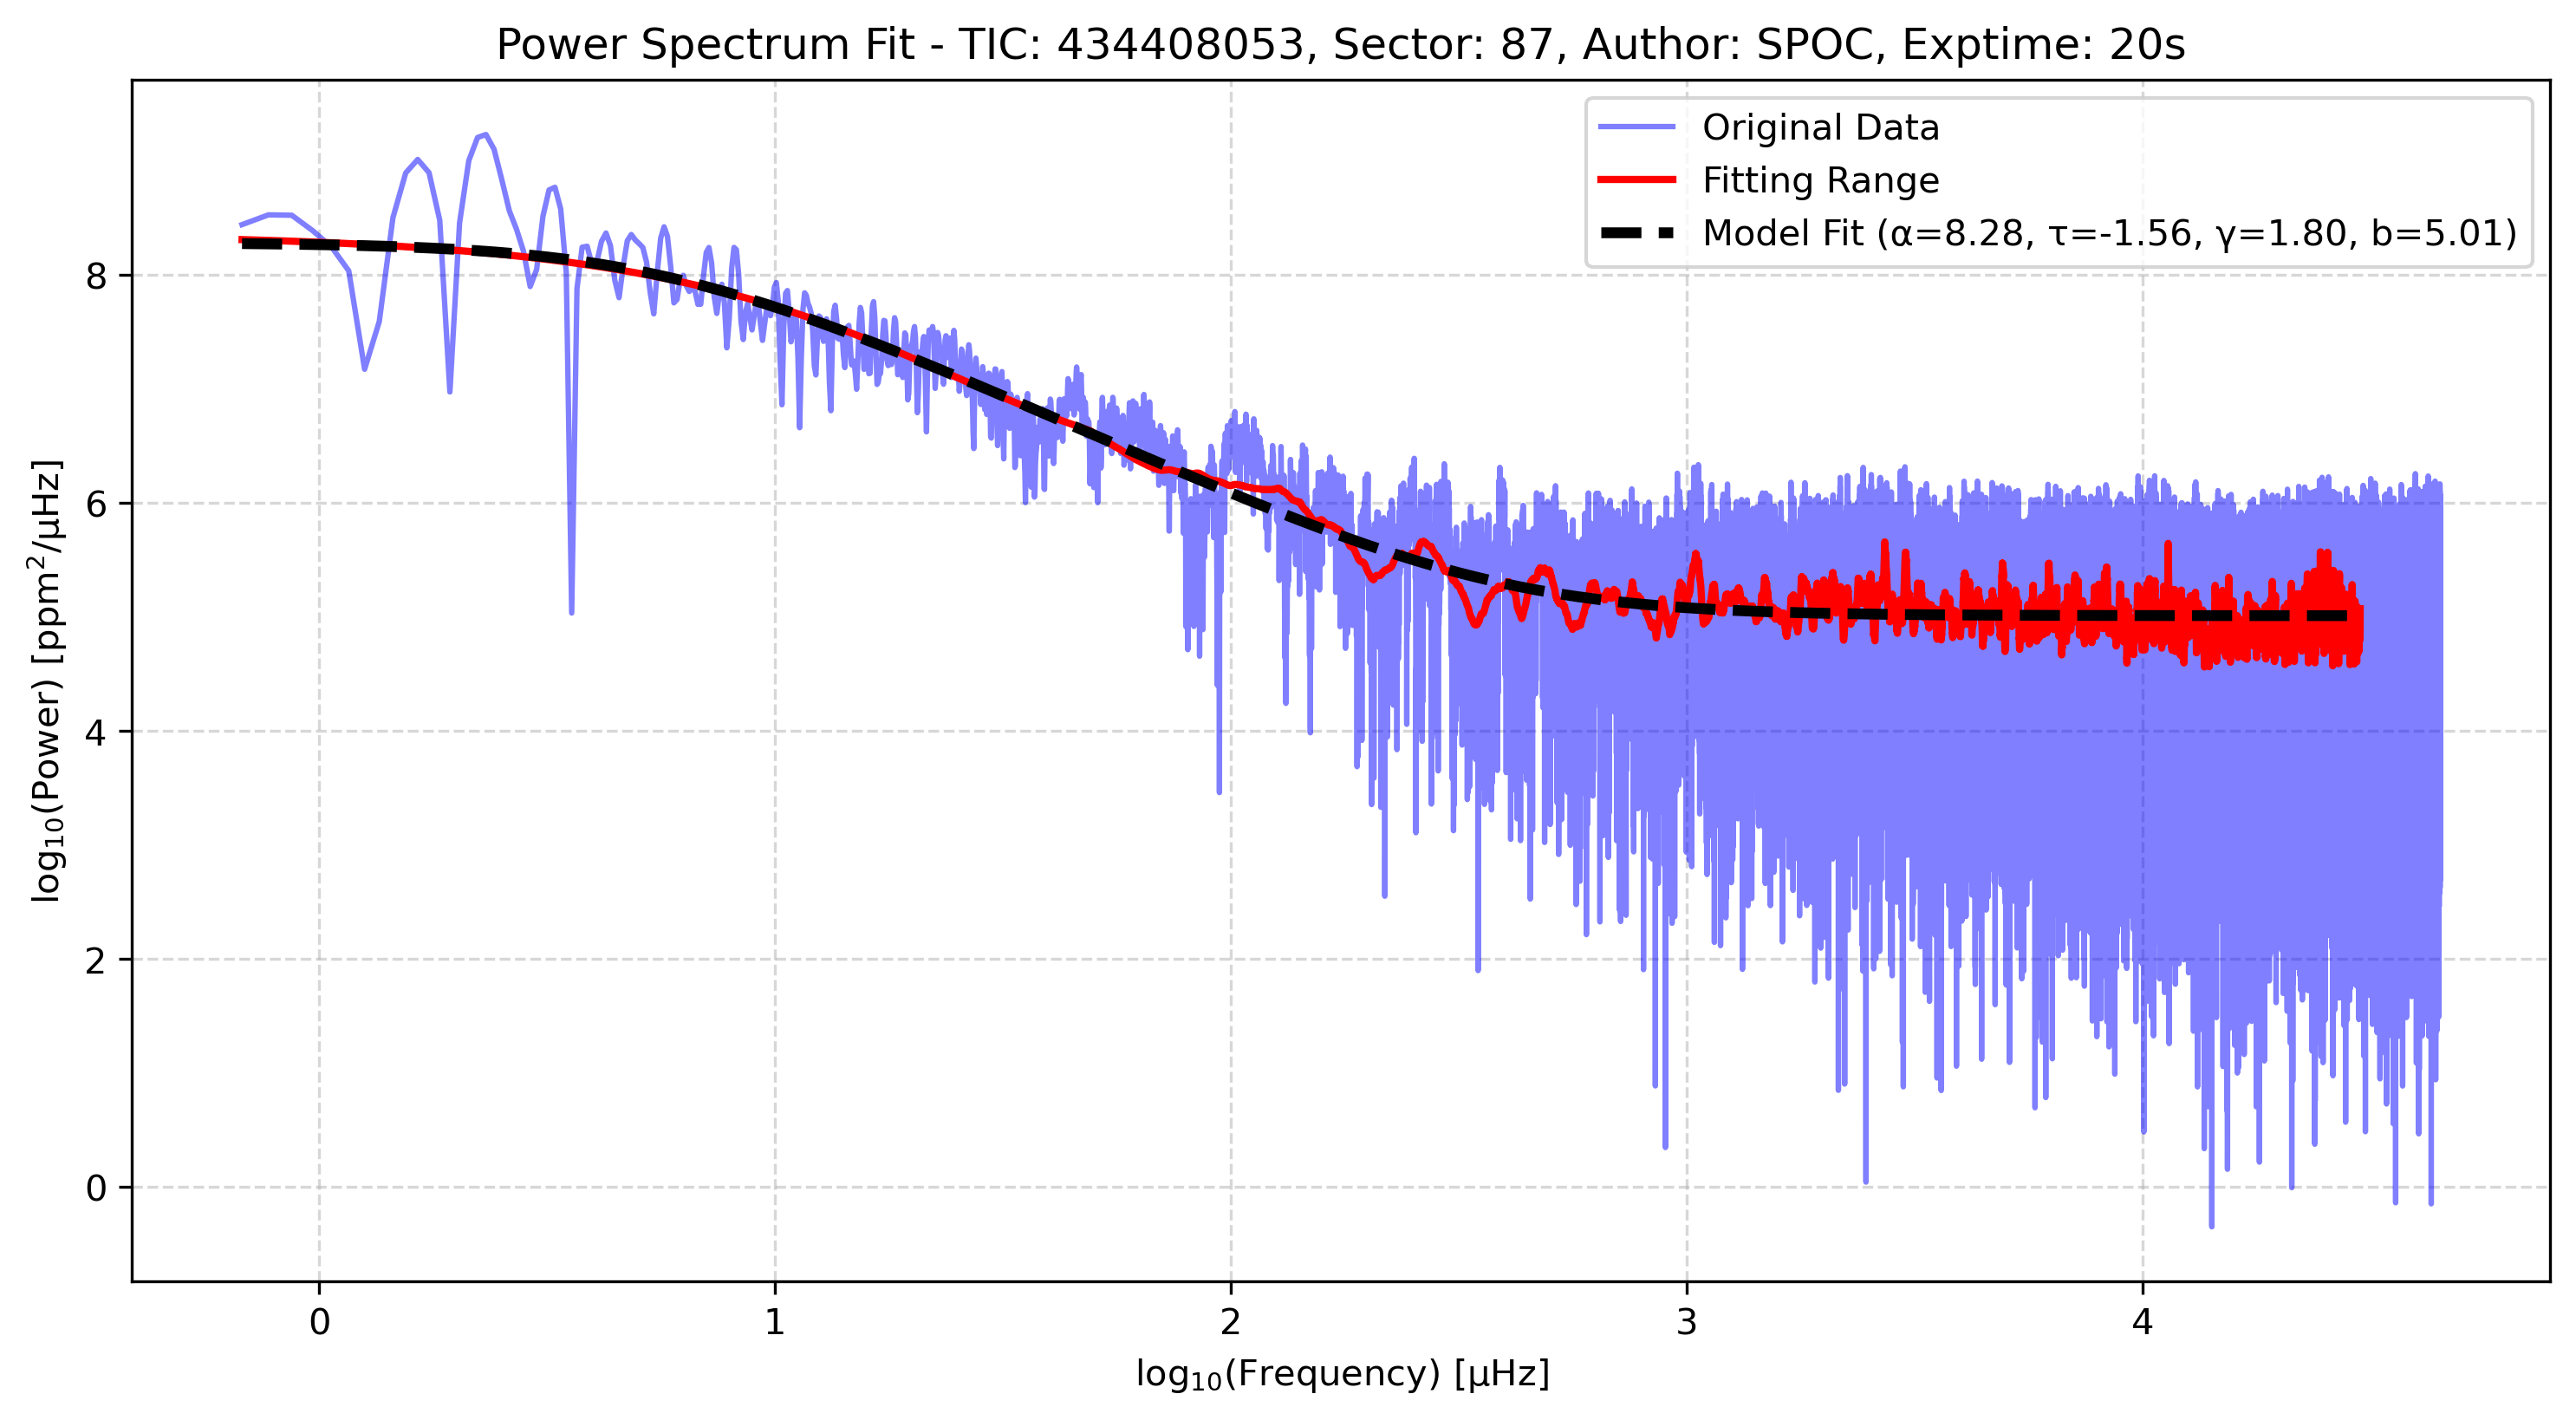 Power Spectrum Fit - TIC: 434408053, Sector: 87, Author: SPOC, Exptime: 20s
Original Data
Fitting Range
Model Fit (α=8.28, τ=-1.56, γ=1.80, b=5.01)
log₁₀(Power) [ppm²/µHz]
8
6
4
2
0
0 1 2 3 4
log₁₀(Frequency) [µHz]